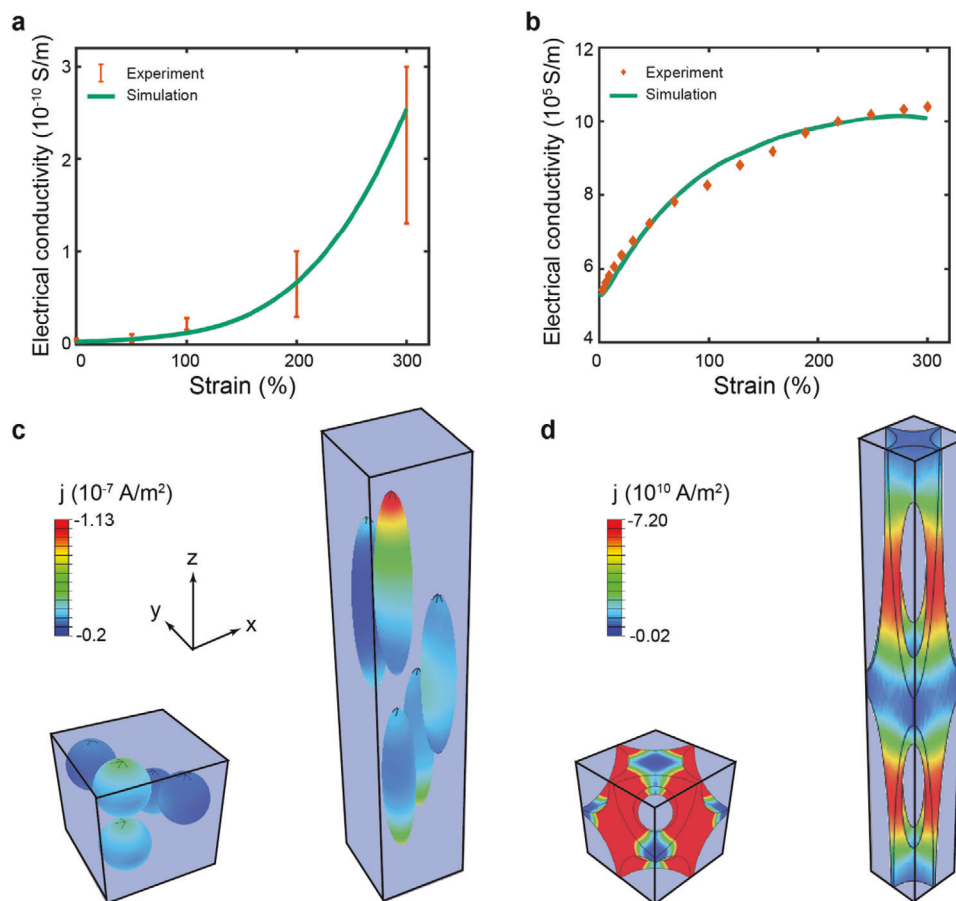 a
Electrical conductivity (10⁻¹⁰ S/m)
3
2
1
0
Experiment
Simulation
0
100
200
300
Strain (%)
b
Electrical conductivity (10⁵ S/m)
12
10
8
6
4
Experiment
Simulation
0
100
200
300
Strain (%)
c
j (10⁻⁷ A/m²)
-1.13
-0.2
z
y
x
d
j (10¹⁰ A/m²)
-7.20
-0.02